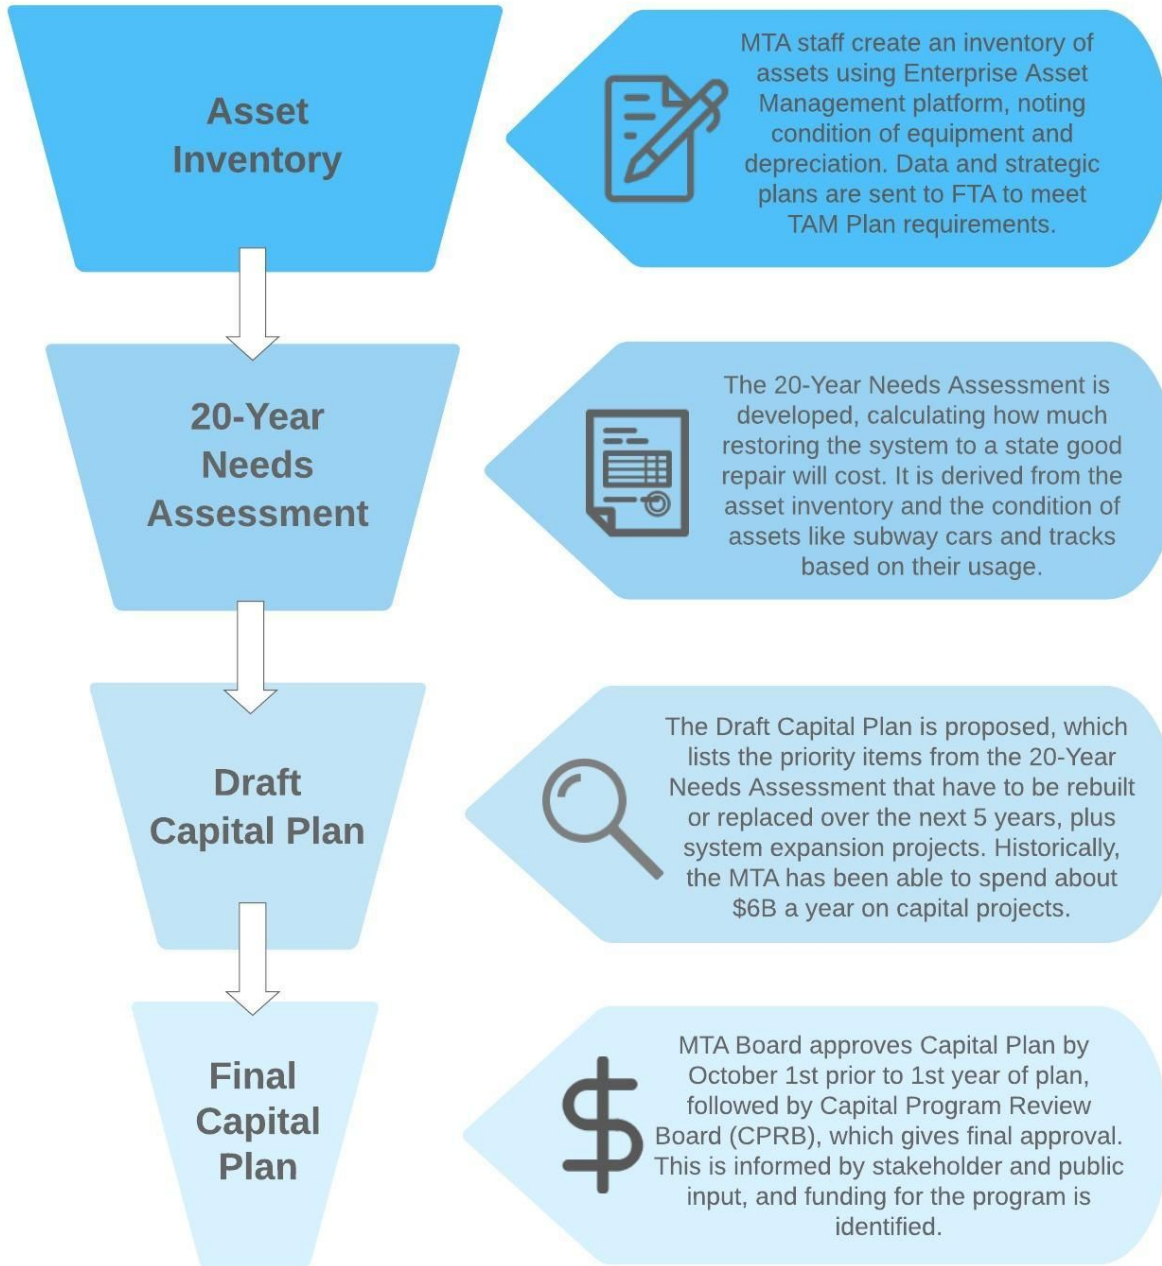 Asset
Inventory
MTA staff create an inventory of
assets using Enterprise Asset
Management platform, noting
condition of equipment and
depreciation. Data and strategic
plans are sent to FTA to meet
TAM Plan requirements.
20-Year
Needs
Assessment
The 20-Year Needs Assessment is
developed, calculating how much
restoring the system to a state good
repair will cost. It is derived from the
asset inventory and the condition of
assets like subway cars and tracks
based on their usage.
Draft
Capital Plan
The Draft Capital Plan is proposed, which
lists the priority items from the 20-Year
Needs Assessment that have to be rebuilt
or replaced over the next 5 years, plus
system expansion projects. Historically,
the MTA has been able to spend about
$6B a year on capital projects.
Final
Capital
Plan
$
MTA Board approves Capital Plan by
October 1st prior to 1st year of plan,
followed by Capital Program Review
Board (CPRB), which gives final approval.
This is informed by stakeholder and public
input, and funding for the program is
identified.